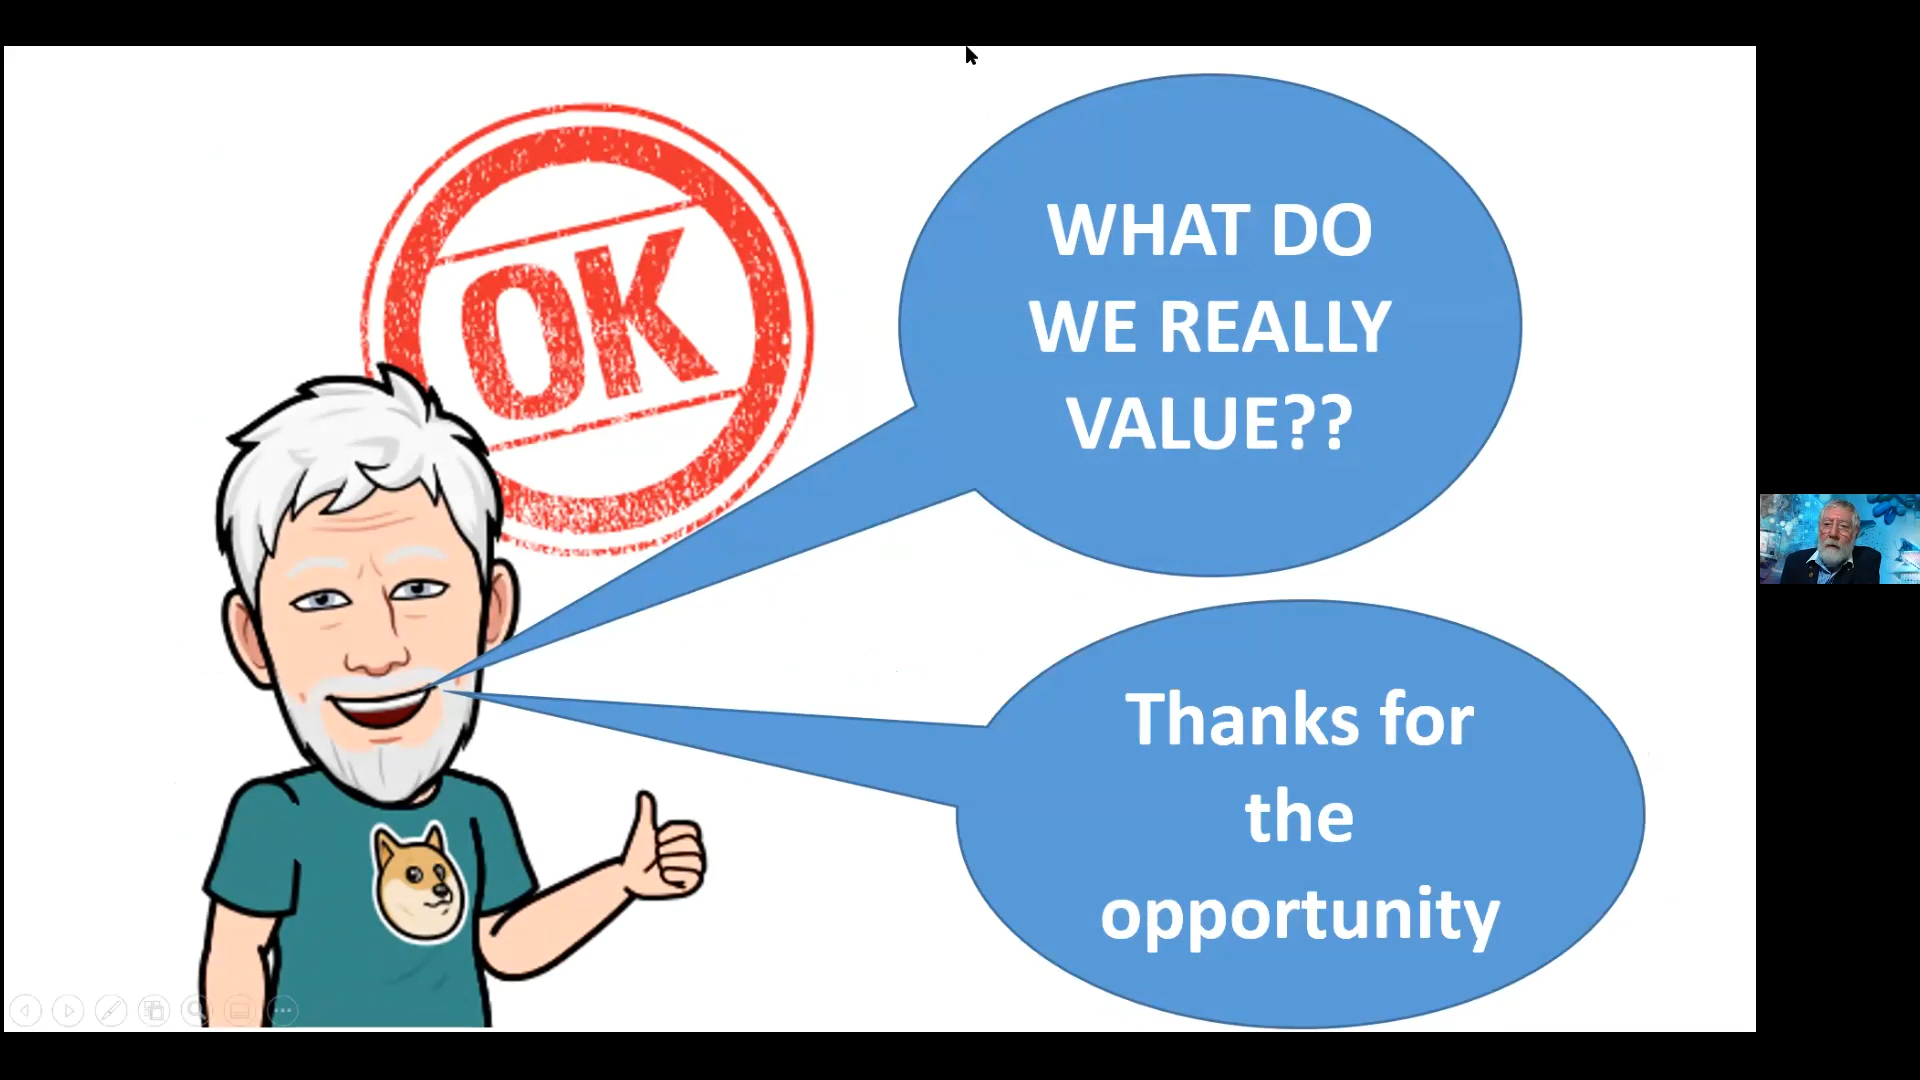 OK
WHAT DO
WE REALLY
VALUE??
Thanks for
the
opportunity